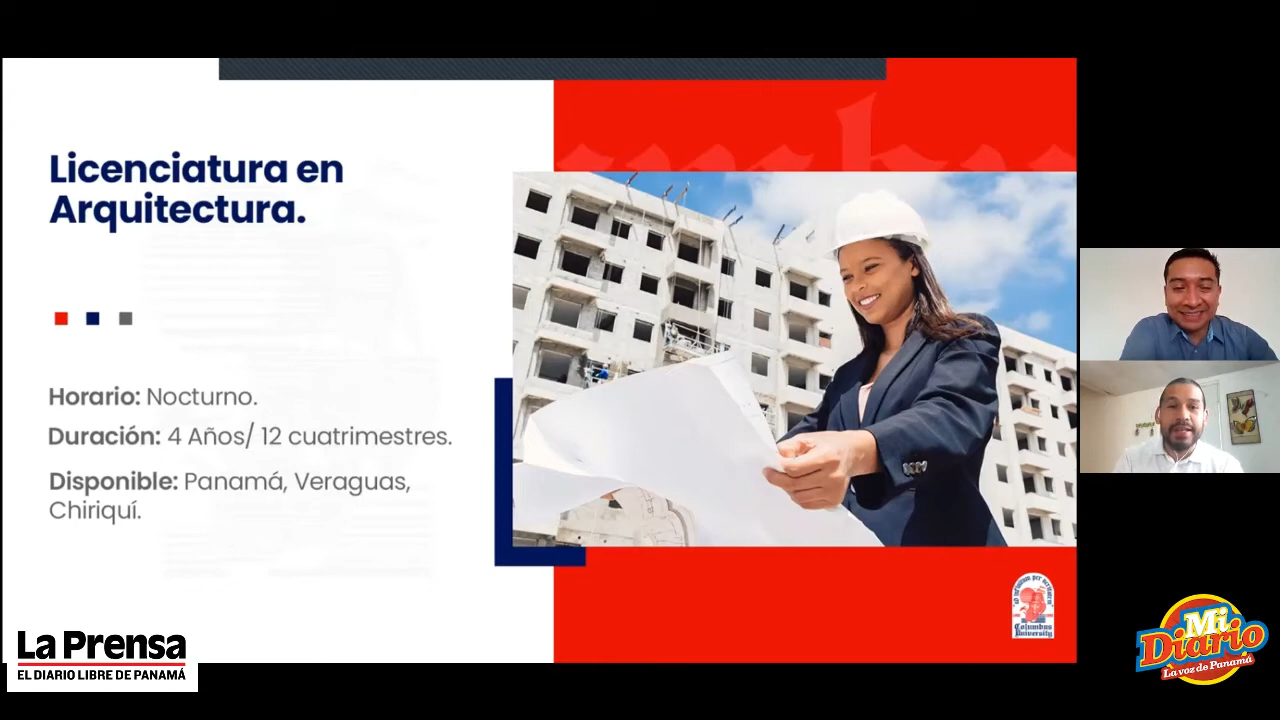 Licenciatura en
Arquitectura.
Horario: Nocturno.
Duración: 4 Años/ 12 cuatrimestres.
Disponible: Panamá, Veraguas,
Chiriquí.
Columbus
University
La Prensa
EL DIARIO LIBRE DE PANAMÁ
Mi
Diario
La voz de Panamá